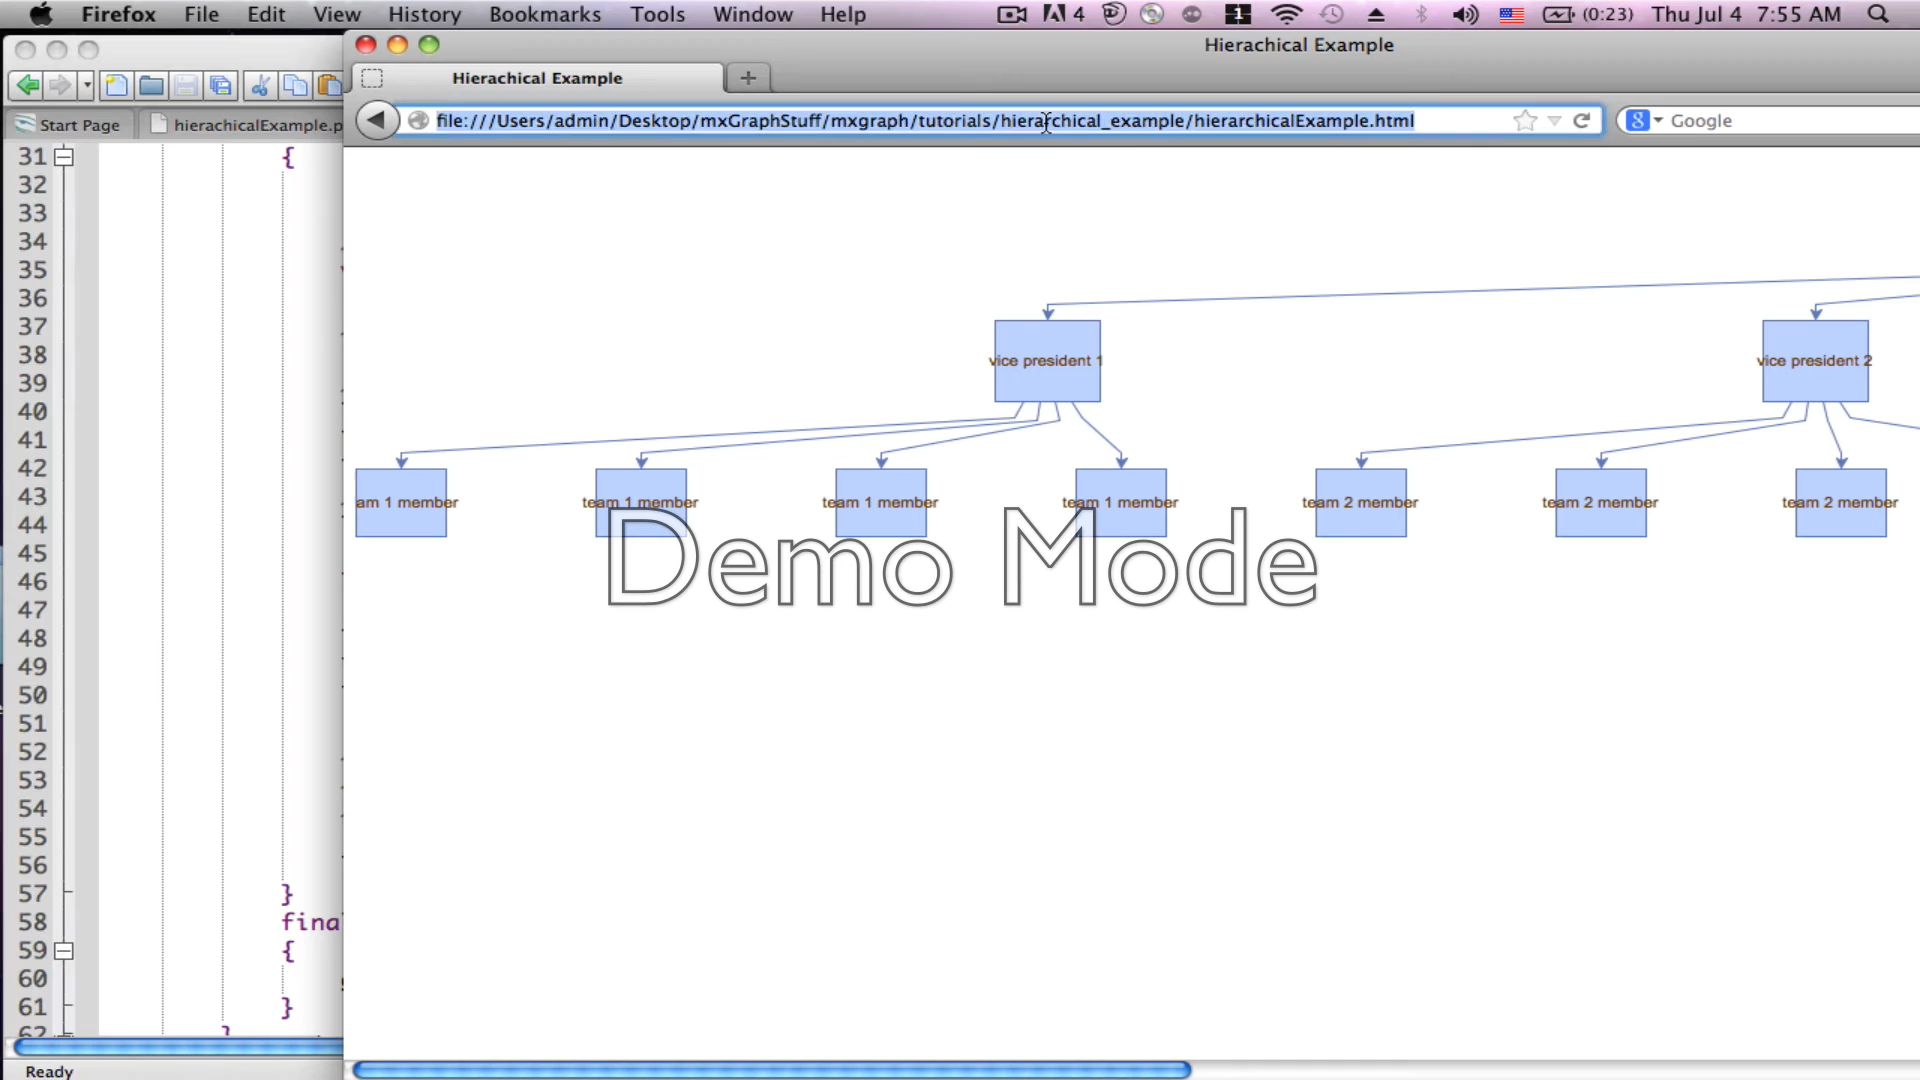 Firefox File Edit View History Bookmarks Tools Window Help 4 1 (0:23) Thu Jul 4 7:55 AM
Hierachical Example
Hierachical Example
Start Page hierachicalExample.p
file:///Users/admin/Desktop/mxGraphStuff/mxgraph/tutorials/hierarchical_example/hierarchicalExample.html
8 Google
31 {
32
33
34
35
36
37
38
39
40
41
42
43
44
45
46
47
48
49
50
51
52
53
54
55
56
57 }
58 fina
59 {
60
61 }
62 }
Ready
vice president 1
vice president 2
am 1 member
team 1 member
team 1 member
team 1 member
team 2 member
team 2 member
team 2 member
Demo Mode